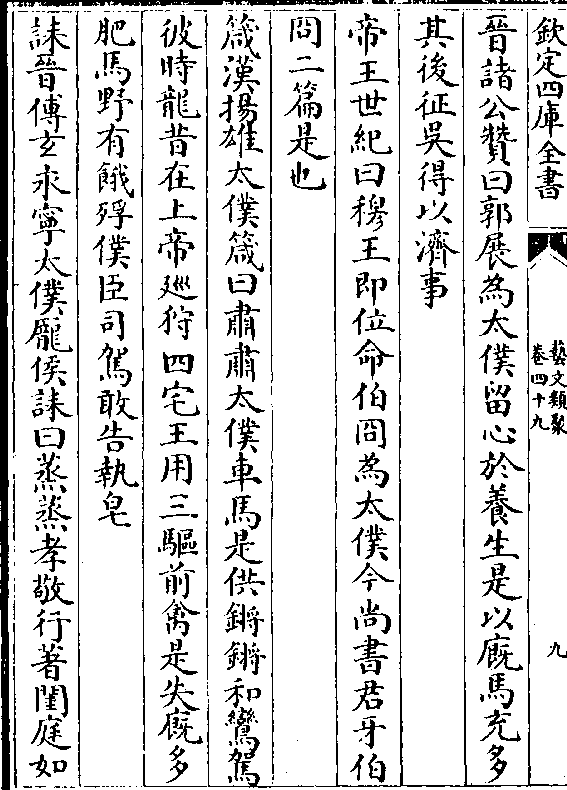 欽定四庫全書
藝文類聚
卷四十九
九
晉諸公贊曰郭展為太僕留心於養生是以廐馬充多
其後征吳得以濟事
帝王世紀曰穆王即位命伯冏為太僕今尚書君牙伯
冏二篇是也
箴漢揚雄太僕箴曰肅肅太僕車馬是供鏘鏘和鸞駕
彼時龍昔在上帝廵狩四宅王用三驅前禽是失廐多
肥馬野有餓殍僕臣司駕敢告執皂
誄晉傅玄永寧太僕龎侯誄曰蒸蒸孝敬行著閨庭如